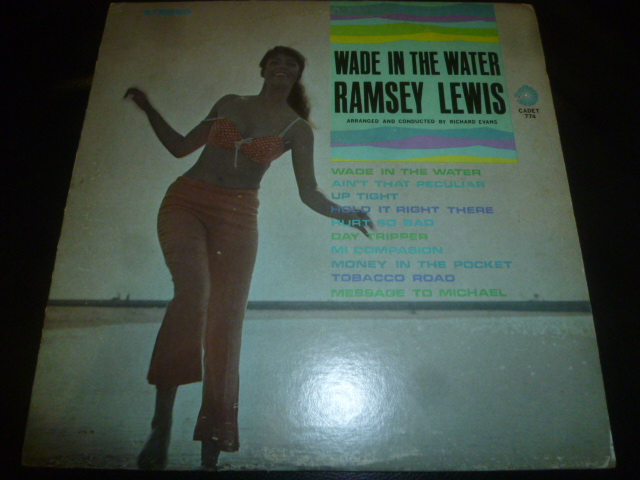 STEREO
WADE IN THE WATER
RAMSEY LEWIS
ARRANGED AND CONDUCTED BY RICHARD EVANS
CADET
774
WADE IN THE WATER
AIN'T THAT PECULIAR
UP TIGHT
HOLD IT RIGHT THERE
HURT SO BAD
DAY TRIPPER
MI COMPASION
MONEY IN THE POCKET
TOBACCO ROAD
MESSAGE TO MICHAEL